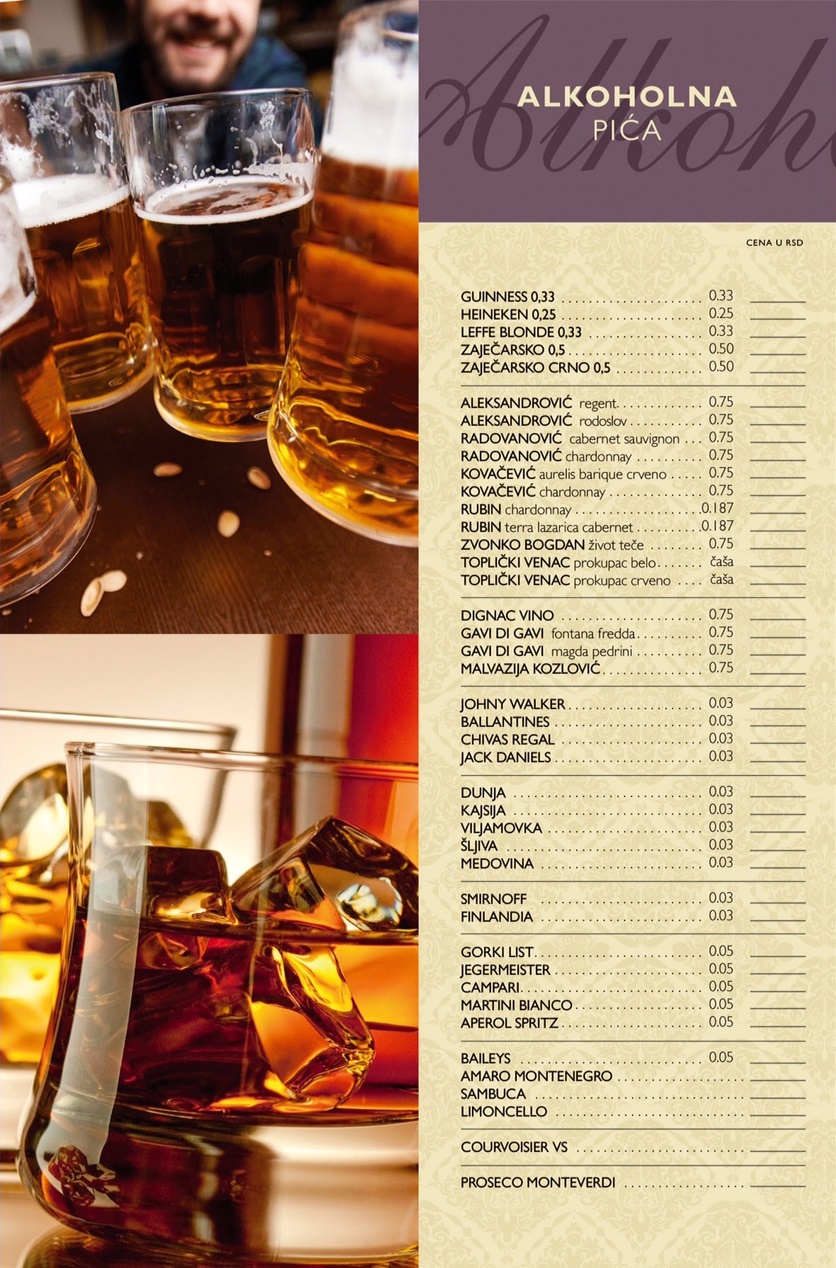 Alkoh
ALKOHOLNA
PIĆA
CENA U RSD
GUINNESS 0,33 . . . . . . . . . . . . . . . . . . . . . . 0.33
HEINEKEN 0,25 . . . . . . . . . . . . . . . . . . . . . . 0.25
LEFFE BLONDE 0,33 . . . . . . . . . . . . . . . . . . 0.33
ZAJEČARSKO 0,5 . . . . . . . . . . . . . . . . . . . . . 0.50
ZAJEČARSKO CRNO 0,5 . . . . . . . . . . . . . . 0.50
ALEKSANDROVIĆ regent. . . . . . . . . . . . . 0.75
ALEKSANDROVIĆ rodoslov . . . . . . . . . . . . 0.75
RADOVANOVIĆ cabernet sauvignon . . . 0.75
RADOVANOVIĆ chardonnay . . . . . . . . . . . 0.75
KOVAČEVIĆ aurelis barique crveno . . . . . 0.75
KOVAČEVIĆ chardonnay . . . . . . . . . . . . . . . 0.75
RUBIN chardonnay . . . . . . . . . . . . . . . . . . . .0.187
RUBIN terra lazarica cabernet . . . . . . . . . . .0.187
ZVONKO BOGDAN život teče . . . . . . . . 0.75
TOPLIČKI VENAC prokupac belo . . . . . . . čaša
TOPLIČKI VENAC prokupac crveno . . . . čaša
DIGNAC VINO . . . . . . . . . . . . . . . . . . . . . . 0.75
GAVI DI GAVI fontana fredda . . . . . . . . . . 0.75
GAVI DI GAVI magda pedrini . . . . . . . . . . 0.75
MALVAZIJA KOZLOVIĆ . . . . . . . . . . . . . . . . 0.75
JOHNY WALKER . . . . . . . . . . . . . . . . . . . . . 0.03
BALLANTINES . . . . . . . . . . . . . . . . . . . . . . . 0.03
CHIVAS REGAL . . . . . . . . . . . . . . . . . . . . . . 0.03
JACK DANIELS . . . . . . . . . . . . . . . . . . . . . . . 0.03
DUNJA . . . . . . . . . . . . . . . . . . . . . . . . . . . . . 0.03
KAJSIJA . . . . . . . . . . . . . . . . . . . . . . . . . . . . . 0.03
VILJAMOVKA . . . . . . . . . . . . . . . . . . . . . . . . 0.03
ŠLJIVA . . . . . . . . . . . . . . . . . . . . . . . . . . . . . . 0.03
MEDOVINA . . . . . . . . . . . . . . . . . . . . . . . . . 0.03
SMIRNOFF . . . . . . . . . . . . . . . . . . . . . . . . . 0.03
FINLANDIA . . . . . . . . . . . . . . . . . . . . . . . . . 0.03
GORKI LIST. . . . . . . . . . . . . . . . . . . . . . . . . . 0.05
JEGERMEISTER . . . . . . . . . . . . . . . . . . . . . . . 0.05
CAMPARI. . . . . . . . . . . . . . . . . . . . . . . . . . . . 0.05
MARTINI BIANCO . . . . . . . . . . . . . . . . . . . . 0.05
APEROL SPRITZ . . . . . . . . . . . . . . . . . . . . . . 0.05
BAILEYS . . . . . . . . . . . . . . . . . . . . . . . . . . . . 0.05
AMARO MONTENEGRO . . . . . . . . . . . . . . . . . . . .
SAMBUCA . . . . . . . . . . . . . . . . . . . . . . . . . . . . . . . . .
LIMONCELLO . . . . . . . . . . . . . . . . . . . . . . . . . . . . . .
COURVOISIER VS . . . . . . . . . . . . . . . . . . . . . . . . . .
PROSECO MONTEVERDI . . . . . . . . . . . . . . . . . . .